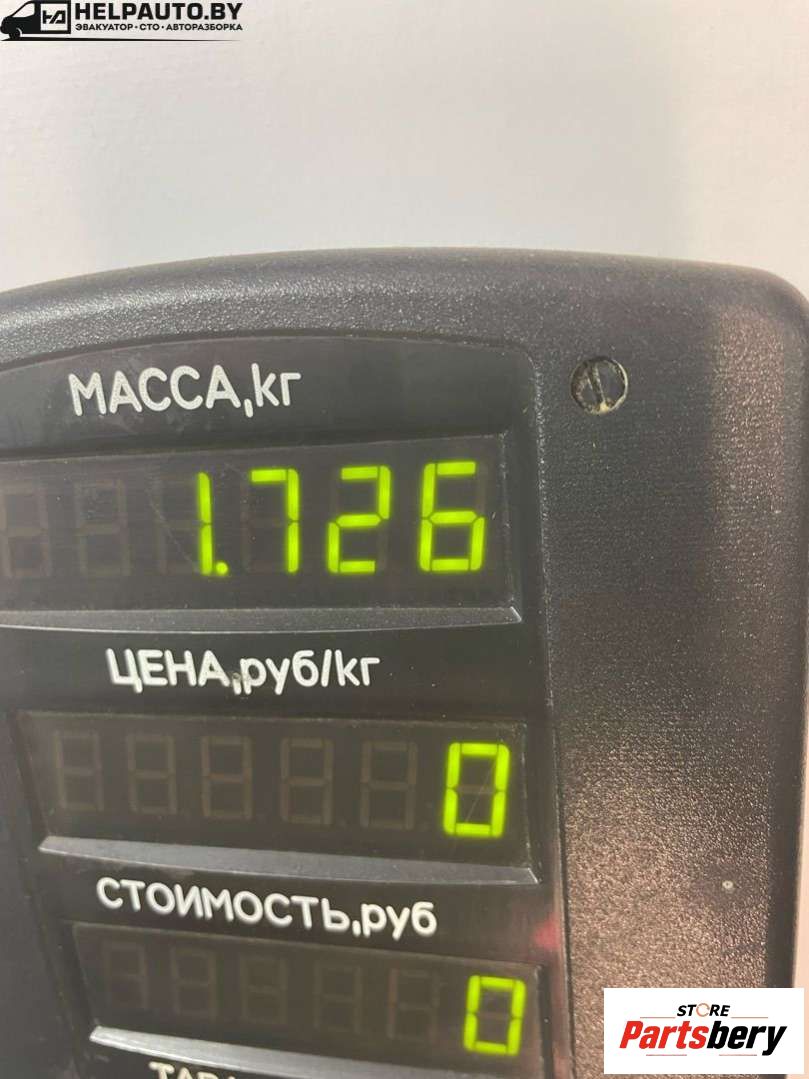 HELPAUTO.BY
ЭВАКУАТОР • СТО • АВТОРАЗБОРКА
МАССА,кг
1.726
ЦЕНА,руб/кг
0
СТОИМОСТЬ,руб
0
STORE
Partsbery